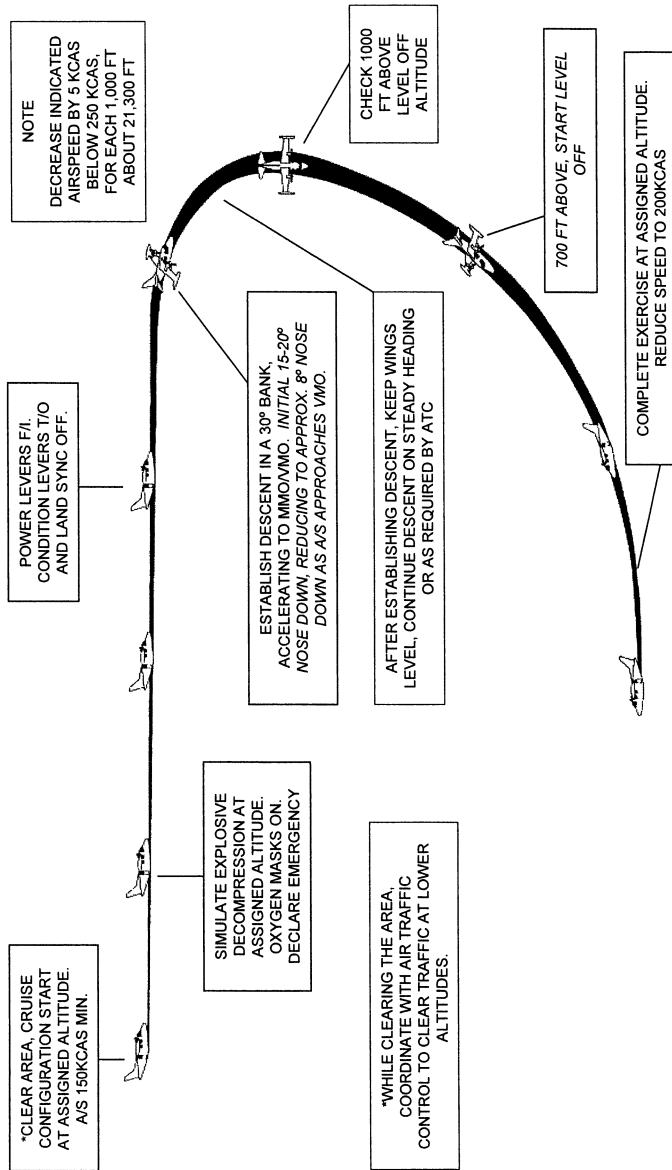 *CLEAR AREA, CRUISE
CONFIGURATION START
AT ASSIGNED ALTITUDE.
A/S 150KCAS MIN.
SIMULATE EXPLOSIVE
DECOMPRESSION AT
ASSIGNED ALTITUDE.
OXYGEN MASKS ON.
DECLARE EMERGENCY
POWER LEVERS F/I.
CONDITION LEVERS T/O
AND LAND SYNC OFF.
NOTE
DECREASE INDICATED
AIRSPEED BY 5 KCAS
BELOW 250 KCAS,
FOR EACH 1,000 FT
ABOUT 21,300 FT
ESTABLISH DESCENT IN A 30º BANK,
ACCELERATING TO MMO/VMO. INITIAL 15-20º
NOSE DOWN, REDUCING TO APPROX. 8º NOSE
DOWN AS A/S APPROACHES VMO.
AFTER ESTABLISHING DESCENT, KEEP WINGS
LEVEL, CONTINUE DESCENT ON STEADY HEADING
OR AS REQUIRED BY ATC
CHECK 1000
FT ABOVE
LEVEL OFF
ALTITUDE
700 FT ABOVE, START LEVEL
OFF
COMPLETE EXERCISE AT ASSIGNED ALTITUDE.
REDUCE SPEED TO 200KCAS
*WHILE CLEARING THE AREA,
COORDINATE WITH AIR TRAFFIC
CONTROL TO CLEAR TRAFFIC AT LOWER
ALTITUDES.